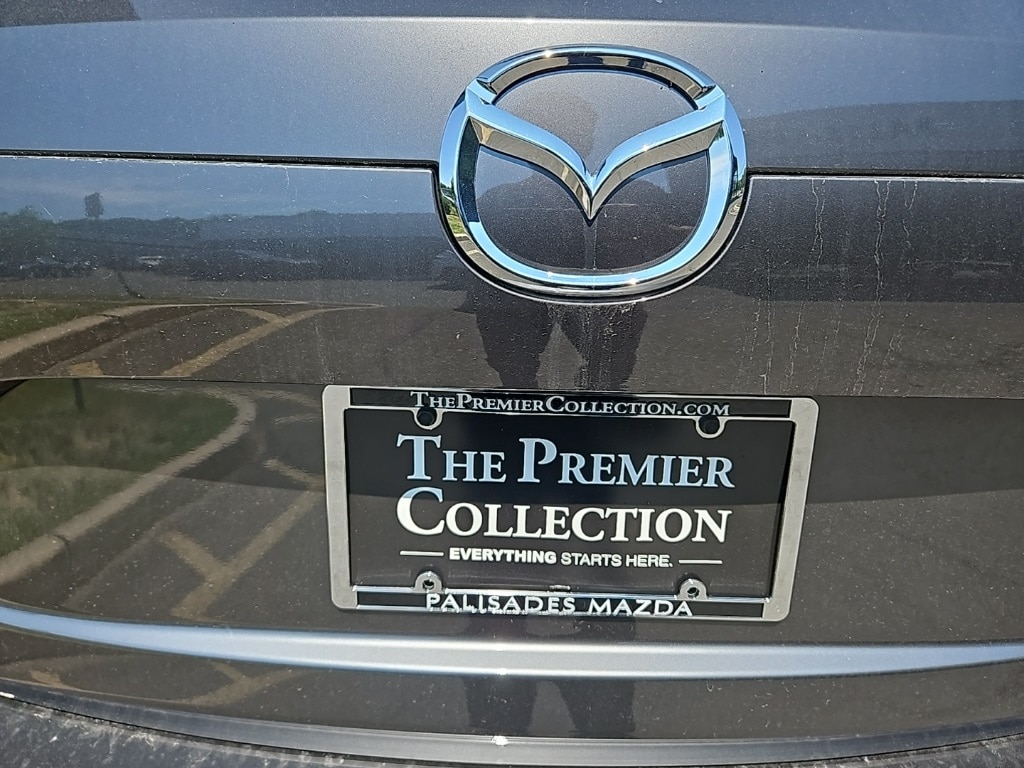 ThePremierCollection.com
The Premier
Collection
EVERYTHING STARTS HERE.
PALISADES MAZDA